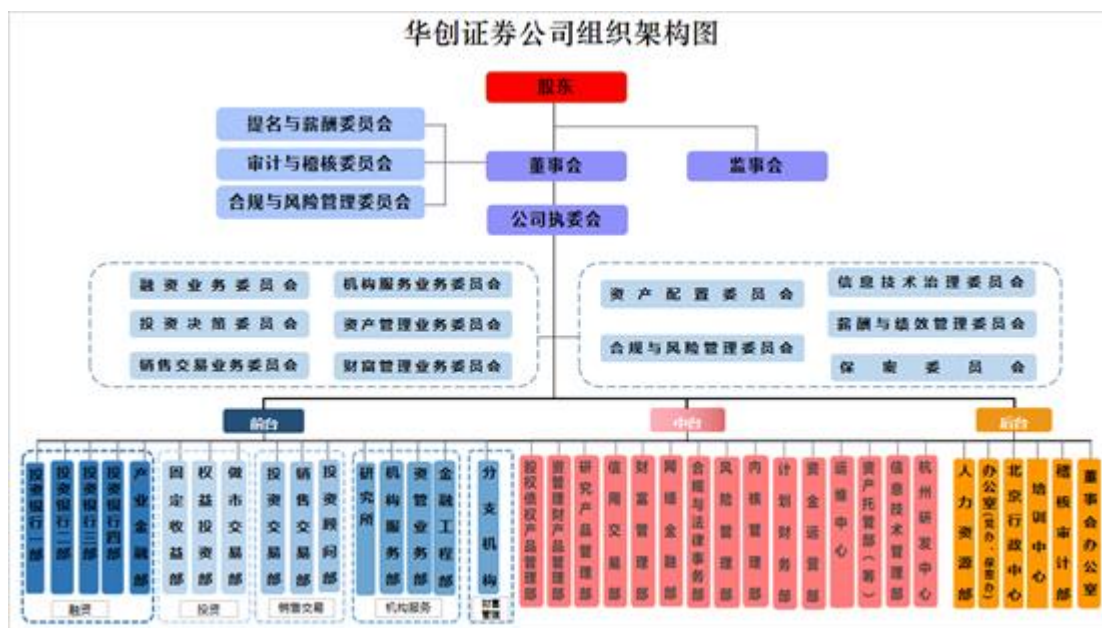 华创证券公司组织架构图
股东
提名与薪酬委员会
审计与稽核委员会
合规与风险管理委员会
董事会
监事会
公司执委会
融资业务委员会
机构服务业务委员会
投资决策委员会
资产管理业务委员会
销售交易业务委员会
财富管理业务委员会
资产配置委员会
信息技术治理委员会
薪酬与绩效管理委员会
合规与风险管理委员会
保密委员会
前台
中台
后台
投资银行一部
投资银行二部
投资银行三部
投资银行四部
产业金融部
固定收益部
权益投资部
做市交易部
投资交易部
销售交易部
投资顾问部
研究所
机构服务部
资管业务部
金融工程部
分支机构
股权债权产品管理部
资管理财产品管理部
研究产品管理部
信用交易部
财富管理部
网络金融部
合规与法律事务部
风险管理部
内核管理部
计划财务部
资金运营部
运维中心
资产托管部(筹)
信息技术管理部
杭州研发中心
人力资源部
办公室(党办、保密办)
北京行政中心
培训中心
稽核审计部
董事会办公室
融资
投资
销售交易
机构服务
财富
管理